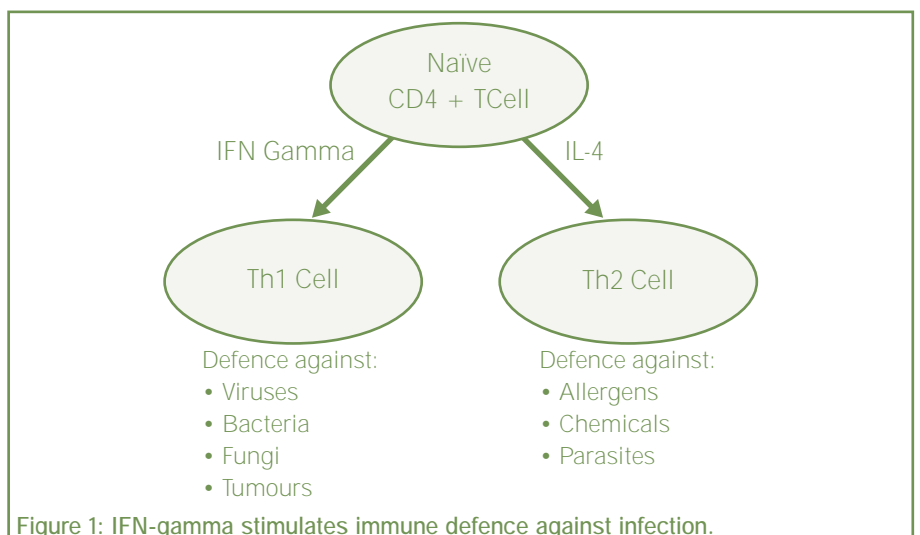 Naïve
CD4 + TCell
IFN Gamma
IL-4
Th1 Cell
Th2 Cell
Defence against:
• Viruses
• Bacteria
• Fungi
• Tumours
Defence against:
• Allergens
• Chemicals
• Parasites
Figure 1: IFN-gamma stimulates immune defence against infection.